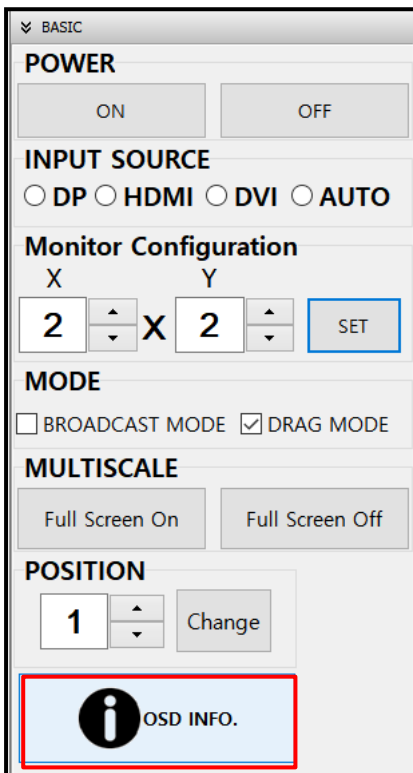 BASIC
POWER
ON OFF
INPUT SOURCE
DP HDMI DVI AUTO
Monitor Configuration
X Y
2 X 2 SET
MODE
BROADCAST MODE DRAG MODE
MULTISCALE
Full Screen On Full Screen Off
POSITION
1 Change
OSD INFO.